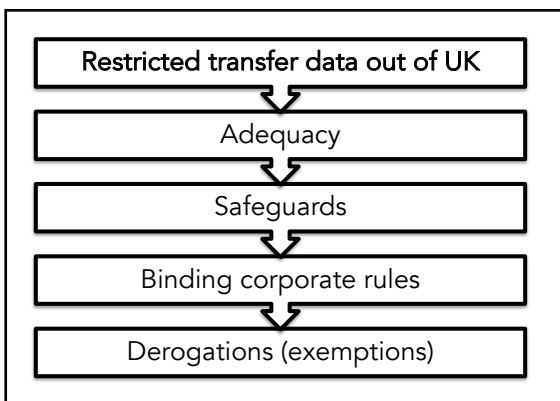 Restricted transfer data out of UK
Adequacy
Safeguards
Binding corporate rules
Derogations (exemptions)